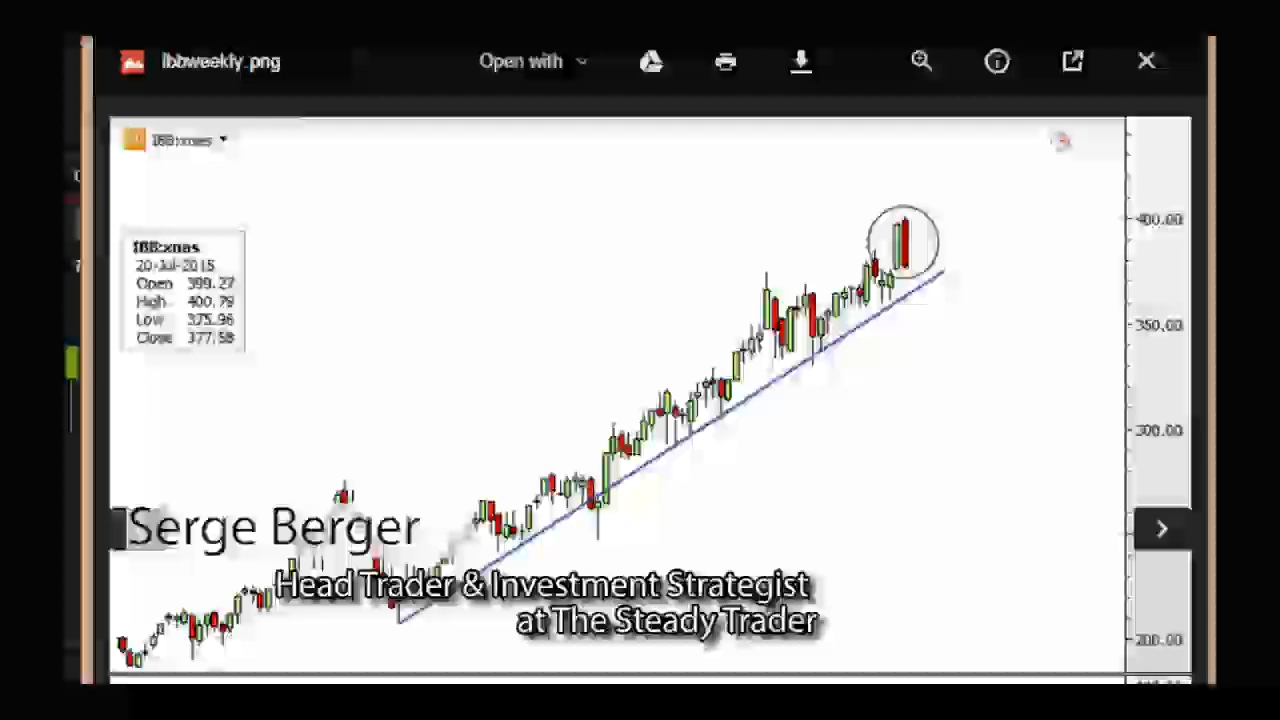 Ibbweekly.png
Open with
IBB:xnas
IBB:xnas
20-Jul-2015
Open 399.27
High 400.79
Low 375.96
Close 377.58
400.00
350.00
300.00
200.00
Serge Berger
Head Trader & Investment Strategist
at The Steady Trader